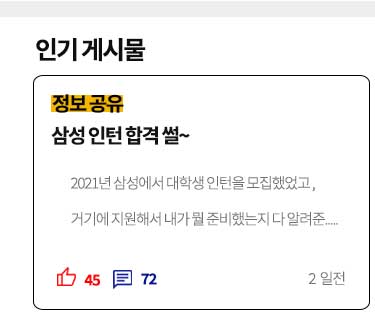 인기 게시물
정보 공유
삼성 인턴 합격 썰~
2021년 삼성에서 대학생 인턴을 모집했었고,
거기에 지원해서 내가 뭘 준비했는지 다 알려준.....
45 72 2 일전